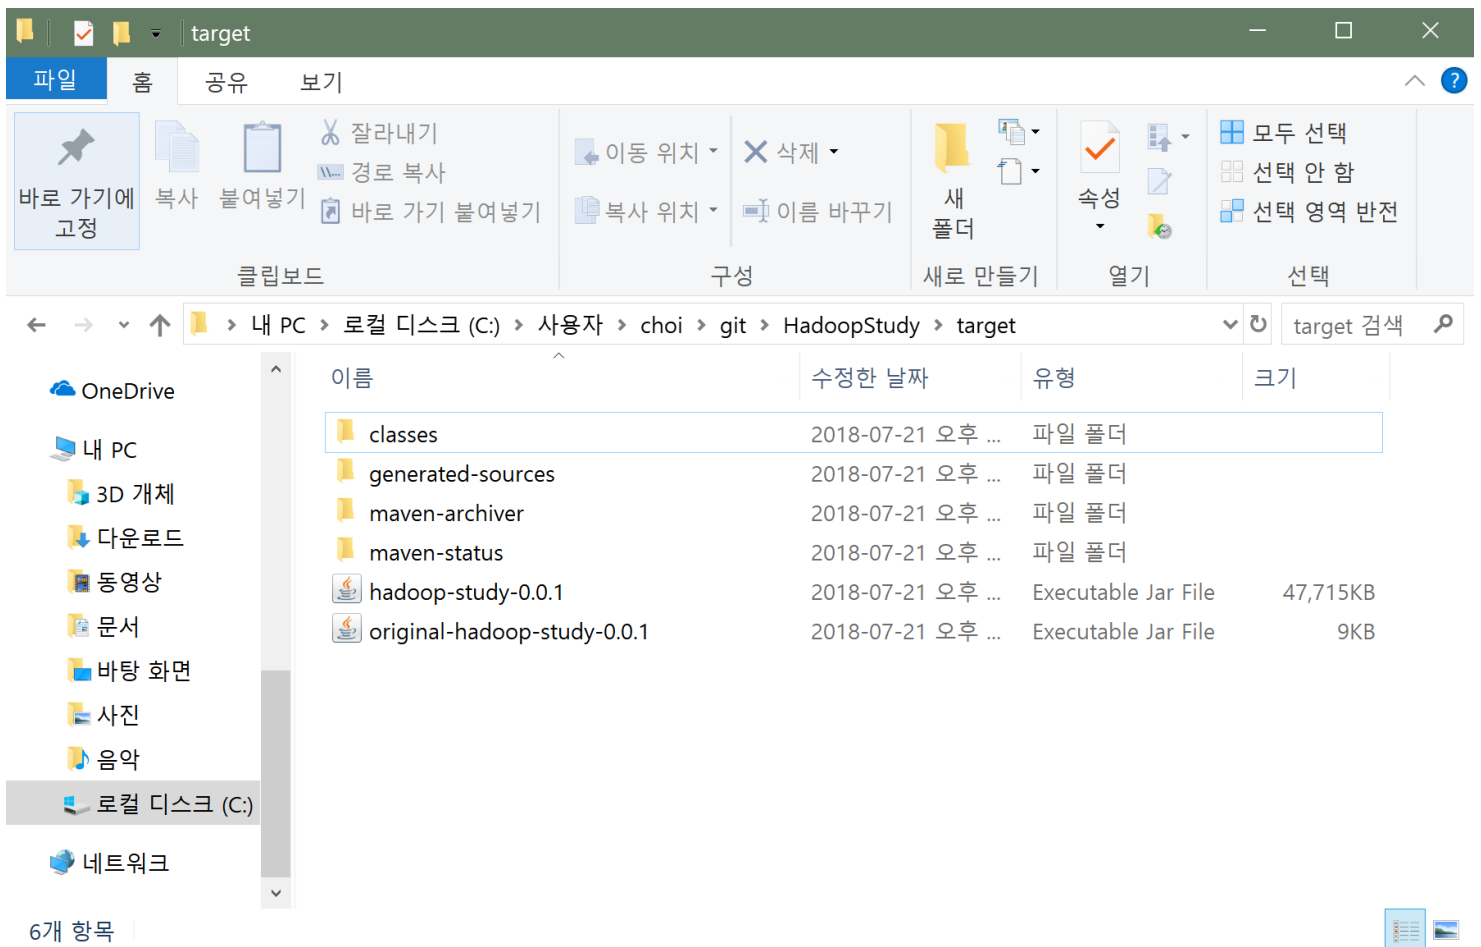 target
파일 홈 공유 보기
바로 가기에 고정
복사
붙여넣기
잘라내기
경로 복사
바로 가기 붙여넣기
클립보드
이동 위치
복사 위치
삭제
이름 바꾸기
구성
새 폴더
새로 만들기
속성
열기
모두 선택
선택 안 함
선택 영역 반전
선택
내 PC > 로컬 디스크 (C:) > 사용자 > choi > git > HadoopStudy > target
target 검색
OneDrive
내 PC
3D 개체
다운로드
동영상
문서
바탕 화면
사진
음악
로컬 디스크 (C:)
네트워크
이름 수정한 날짜 유형 크기
classes 2018-07-21 오후 ... 파일 폴더
generated-sources 2018-07-21 오후 ... 파일 폴더
maven-archiver 2018-07-21 오후 ... 파일 폴더
maven-status 2018-07-21 오후 ... 파일 폴더
hadoop-study-0.0.1 2018-07-21 오후 ... Executable Jar File 47,715KB
original-hadoop-study-0.0.1 2018-07-21 오후 ... Executable Jar File 9KB
6개 항목